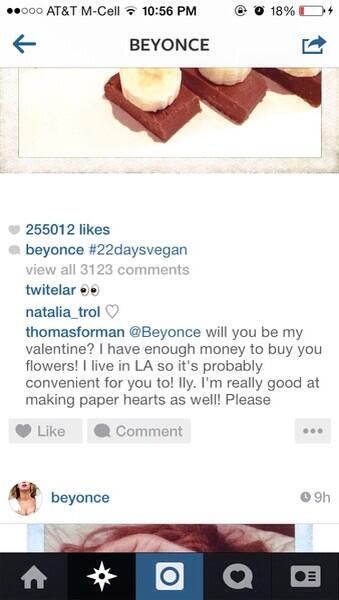 AT&T M-Cell 10:56 PM 18%
BEYONCE
255012 likes
beyonce #22daysvegan
view all 3123 comments
twitelar 👀
natalia_trol ♡
thomasforman @Beyonce will you be my
valentine? I have enough money to buy you
flowers! I live in LA so it's probably
convenient for you to! Ily. I'm really good at
making paper hearts as well! Please
Like Comment
beyonce 9h